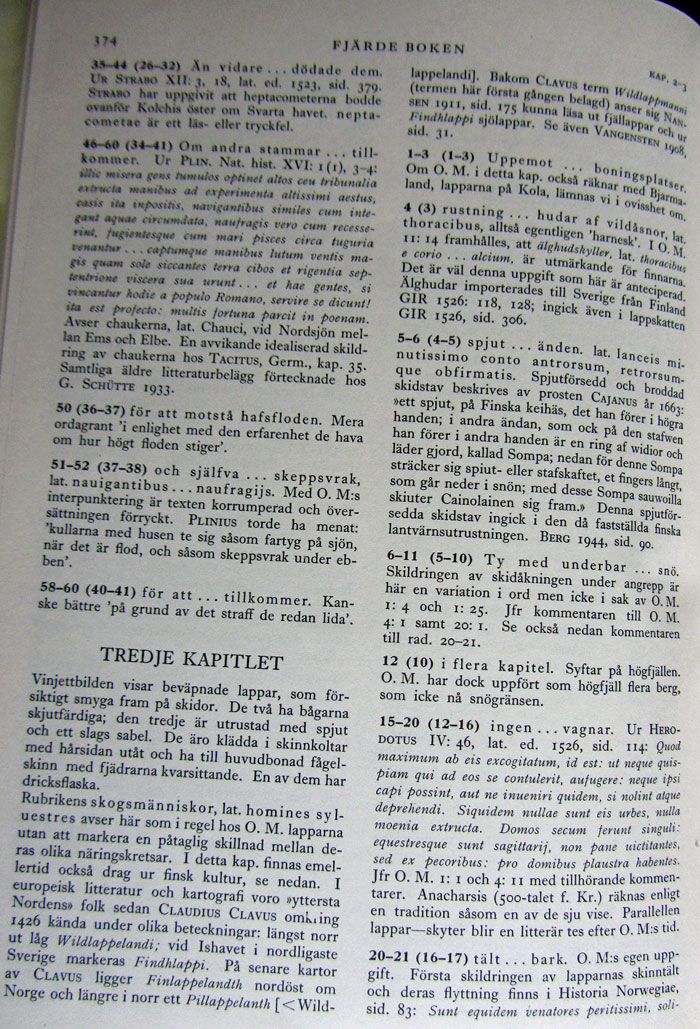 374
FJÄRDE BOKEN
KAP. 2-3
35–44 (26–32) Än vidare . . . dödade dem.
Ur Strabo XII: 3, 18, lat. ed. 1523, sid. 379.
Strabo har uppgivit att heptacometerna bodde
ovanför Kolchis öster om Svarta havet. nepta-
cometae är ett läs- eller tryckfel.
46–60 (34–41) Om andra stammar . . . till-
kommer. Ur Plin. Nat. hist. XVI: 1(1), 3–4:
illic misera gens tumulos optinet altos ceu tribunalia
extructa manibus ad experimenta altissimi aestus,
casis ita inpositis, navigantibus similes cum inte-
gant aquae circumdata, naufragis vero cum recesse-
rint, fugientesque cum mari pisces circa tuguria
venantur . . . captumque manibus lutum ventis ma-
gis quam sole siccantes terra cibos et rigentia sep-
tentrione viscera sua urunt . . . et hae gentes, si
vincantur hodie a populo Romano, servire se dicunt!
ita est profecto: multis fortuna parcit in poenam.
Avser chaukerna, lat. Chauci, vid Nordsjön mel-
lan Ems och Elbe. En avvikande idealiserad skild-
ring av chaukerna hos Tacitus, Germ., kap. 35.
Samtliga äldre litteraturbelägg förtecknade hos
G. Schütte 1933.
50 (36–37) för att motstå hafsfloden. Mera
ordagrant 'i enlighet med den erfarenhet de hava
om hur högt floden stiger'.
51–52 (37–38) och själfva . . . skeppsvrak,
lat. nauigantibus . . . naufragijs. Med O. M:s
interpunktering är texten korrumperad och över-
sättningen förryckt. Plinius torde ha menat:
'kullarna med husen te sig såsom fartyg på sjön,
när det är flod, och såsom skeppsvrak under eb-
ben'.
58–60 (40–41) för att . . . tillkommer. Kan-
ske bättre 'på grund av det straff de redan lida'.
TREDJE KAPITLET
Vinjettbilden visar beväpnade lappar, som för-
siktigt smyga fram på skidor. De två ha bågarna
skjutfärdiga; den tredje är utrustad med spjut
och ett slags sabel. De äro klädda i skinnkoltar
med hårsidan utåt och ha till huvudbonad fågel-
skinn med fjädrarna kvarsittande. En av dem har
dricksflaska.
Rubrikens skogsmänniskor, lat. homines syl-
uestres avser här som i regel hos O. M. lapparna
utan att markera en påtaglig skillnad mellan de-
ras olika näringskretsar. I detta kap. finnas emel-
lertid också drag ur finsk kultur, se nedan. I
europeisk litteratur och kartografi voro »yttersta
Nordens» folk sedan Claudius Clavus omkring
1426 kända under olika beteckningar: längst norr
ut låg Wildlappelandi; vid Ishavet i nordligaste
Sverige markeras Findhlappi. På senare kartor
av Clavus ligger Finlappelandth nordöst om
Norge och längre i norr ett Pillappelanth [<Wild-
lappelandi]. Bakom Clavus term Wildlappmanni
(termen här första gången belagd) anser sig Nan-
sen 1911, sid. 175 kunna läsa ut fjällappar och ur
Findhlappi sjölappar. Se även Vangensten 1908,
sid. 31.
1–3 (1–3) Uppemot . . . boningsplatser.
Om O. M. i detta kap. också räknar med Bjarma-
land, lapparna på Kola, lämnas vi i ovisshet om.
4 (3) rustning . . . hudar af vildåsnor, lat.
thoracibus, alltså egentligen 'harnesk'. I O. M.
11: 14 framhålles, att älghudskyller, lat. thoracibus
e corio . . . alcium, är utmärkande för finnarna.
Det är väl denna uppgift som här är anteciperad.
Älghudar importerades till Sverige från Finland
GIR 1526: 118, 128; ingick även i lappskatten
GIR 1526, sid. 306.
5–6 (4–5) spjut . . . änden. lat. lanceis mi-
nutissimo conto antrorsum, retrorsum-
que obfirmatis. Spjutförsedd och broddad
skidstav beskrives av prosten Cajanus år 1663:
»ett spjut, på Finska keihäs, det han förer i högra
handen; i andra ändan, som ock på den stafwen
han förer i andra handen är en ring af widior och
läder gjord, kallad Sompa; nedan för denne Sompa
sträcker sig spiut- eller stafskaftet, et fingers långt,
som går neder i snön; med desse Sompa sauwoilla
skiuter Cainolainen sig fram.» Denna spjutför-
sedda skidstav ingick i den då fastställda finska
lantvärnsutrustningen. Berg 1944, sid. 90.
6–11 (5–10) Ty med underbar . . . snö.
Skildringen av skidåkningen under angrepp är
här en variation i ord men icke i sak av O. M.
1: 4 och 1: 25. Jfr kommentaren till O. M.
4: 1 samt 20: 1. Se också nedan kommentaren
till rad. 20–21.
12 (10) i flera kapitel. Syftar på högfjällen.
O. M. har dock uppfört som högfjäll flera berg,
som icke nå snögränsen.
15–20 (12–16) ingen . . . vagnar. Ur Hero-
dotus IV: 46, lat. ed. 1526, sid. 114: Quod
maximum ab eis excogitatum, id est: ut neque quis-
piam qui ad eos se contulerit, aufugere: neque ipsi
capi possint, aut ne inueniri quidem, si nolint atque
deprehendi. Siquidem nullae sunt eis urbes, nulla
moenia extructa. Domos secum ferunt singuli:
equestresque sunt sagittarij, non pane uictitantes,
sed ex pecoribus: pro domibus plaustra habentes.
Jfr O. M. 1: 1 och 4: 11 med tillhörande kommen-
tarer. Anacharsis (500-talet f. Kr.) räknas enligt
en tradition såsom en av de sju vise. Parallellen
lappar—skyter blir en litterär tes efter O. M:s tid.
20–21 (16–17) tält . . . bark. O. M:s egen upp-
gift. Första skildringen av lapparnas skinntält
och deras flyttning finns i Historia Norwegiae,
sid. 83: Sunt equidem venatores peritissimi, soli-